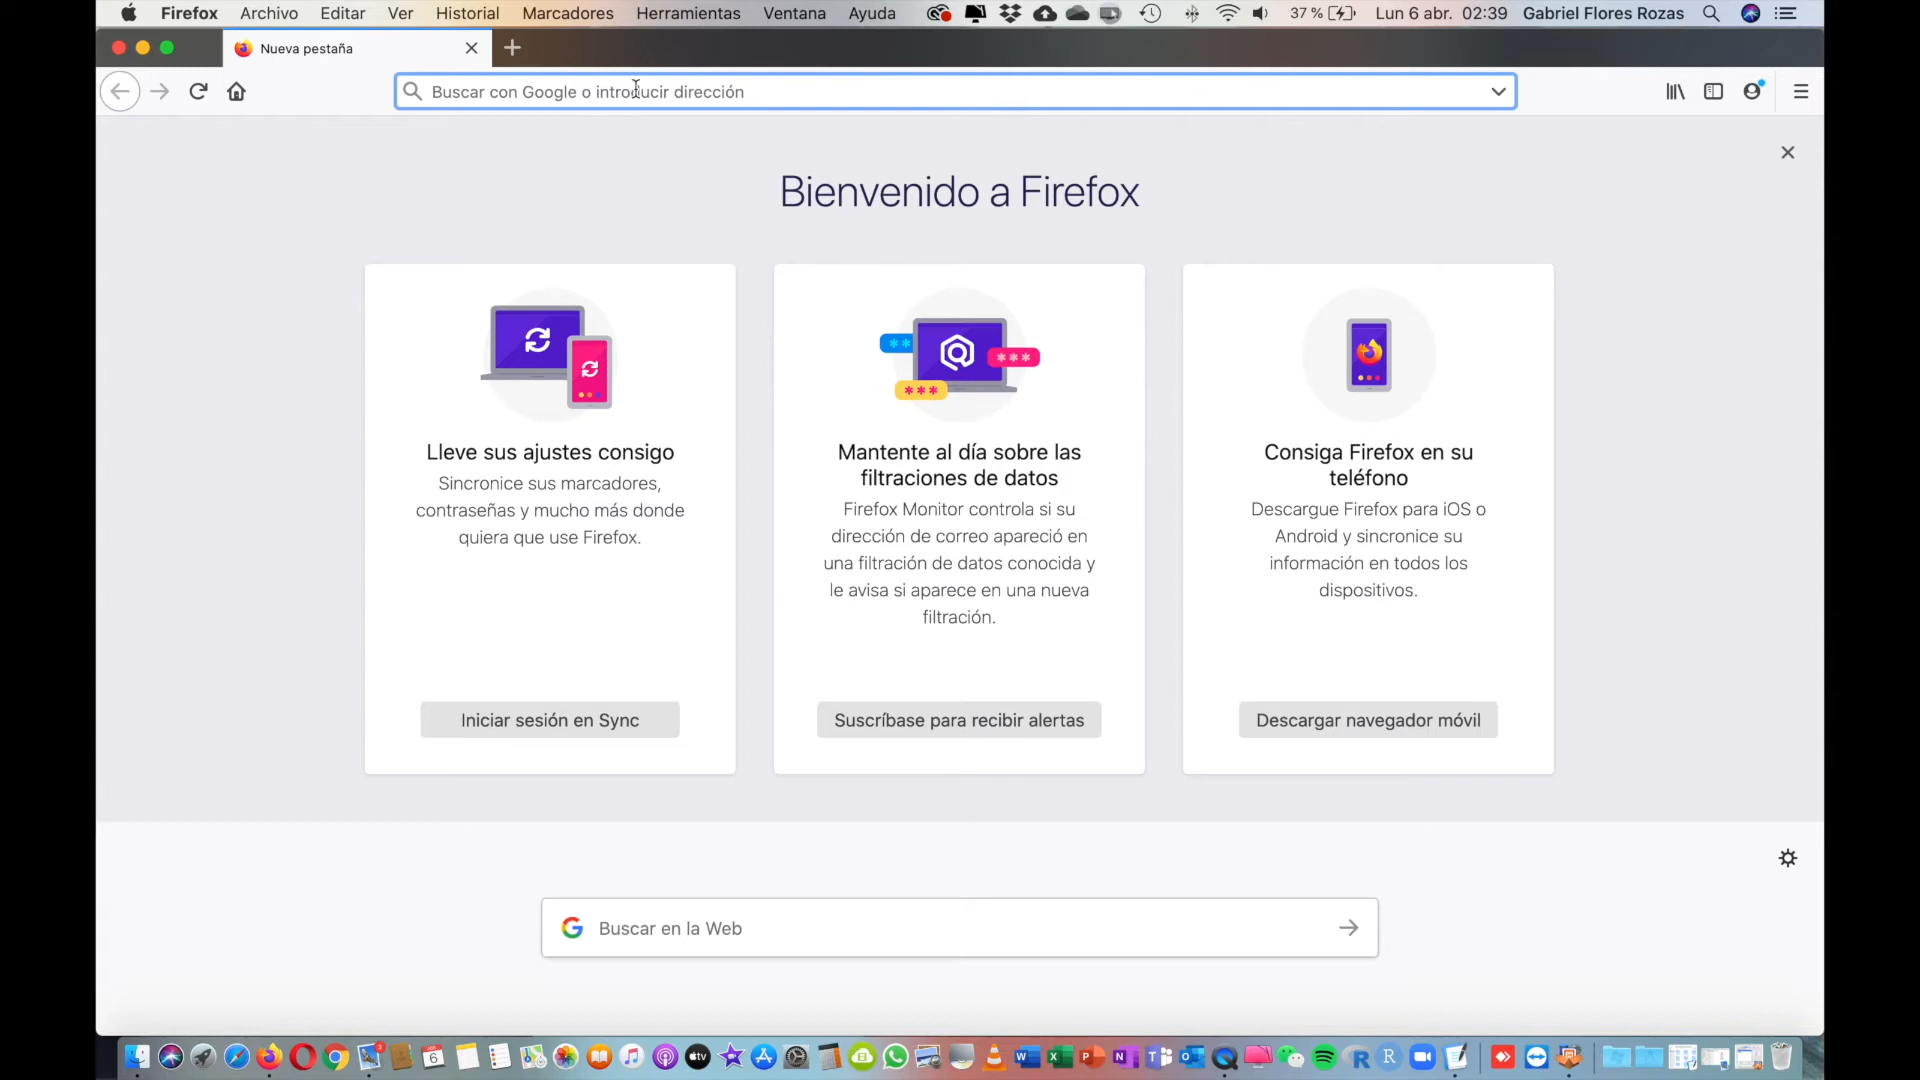 Firefox Archivo Editar Ver Historial Marcadores Herramientas Ventana Ayuda 37 % Lun 6 abr. 02:39 Gabriel Flores Rozas
Nueva pestaña
Buscar con Google o introducir dirección
Bienvenido a Firefox
Lleve sus ajustes consigo
Sincronice sus marcadores,
contraseñas y mucho más donde
quiera que use Firefox.
Iniciar sesión en Sync
***
***
**
Mantente al día sobre las
filtraciones de datos
Firefox Monitor controla si su
dirección de correo apareció en
una filtración de datos conocida y
le avisa si aparece en una nueva
filtración.
Suscríbase para recibir alertas
Consiga Firefox en su
teléfono
Descargue Firefox para iOS o
Android y sincronice su
información en todos los
dispositivos.
Descargar navegador móvil
G Buscar en la Web